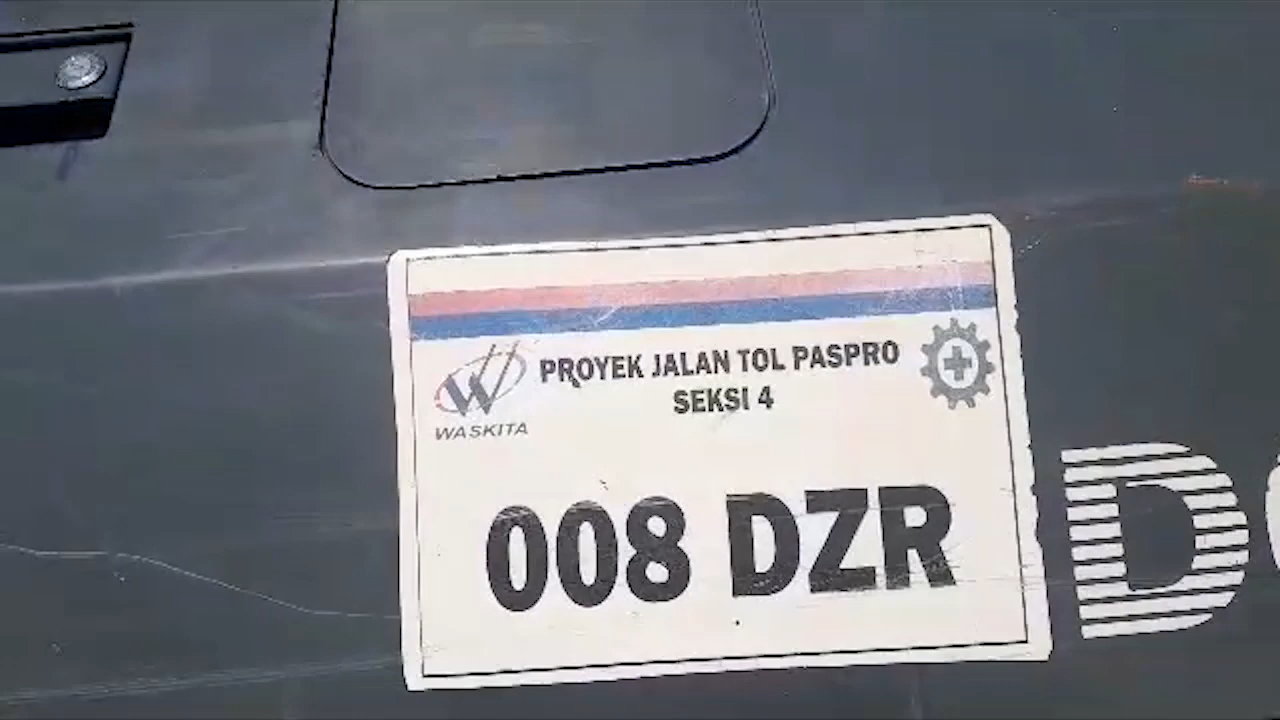 PROYEK JALAN TOL PASPRO
SEKSI 4
WASKITA
008 DZR
D